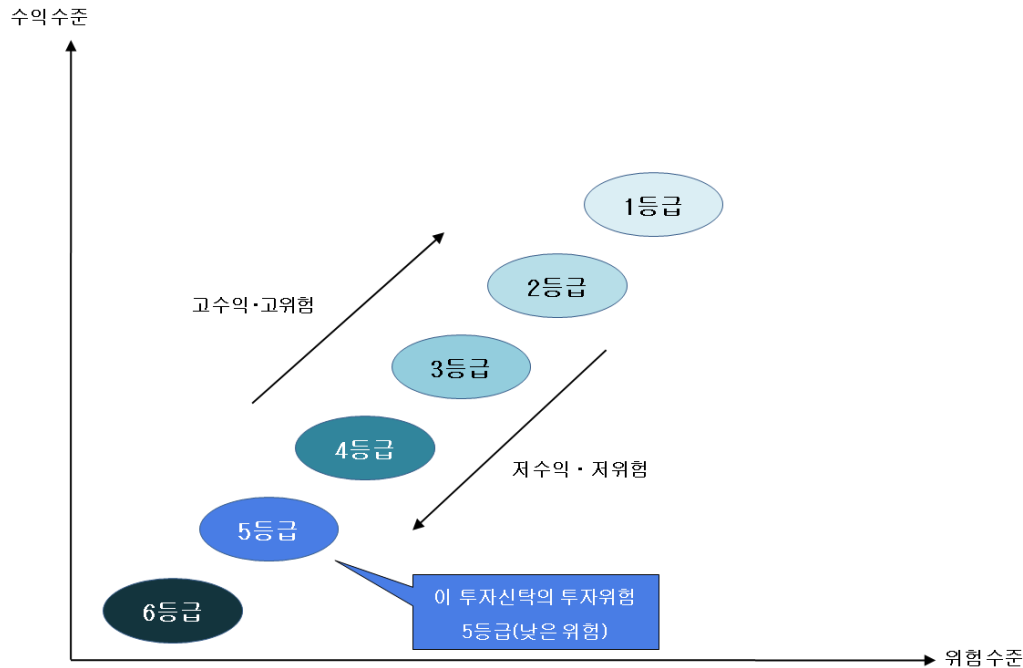 수익수준
1등급
2등급
고수익·고위험
3등급
4등급
저수익 · 저위험
5등급
이 투자신탁의 투자위험
5등급(낮은 위험)
6등급
위험수준